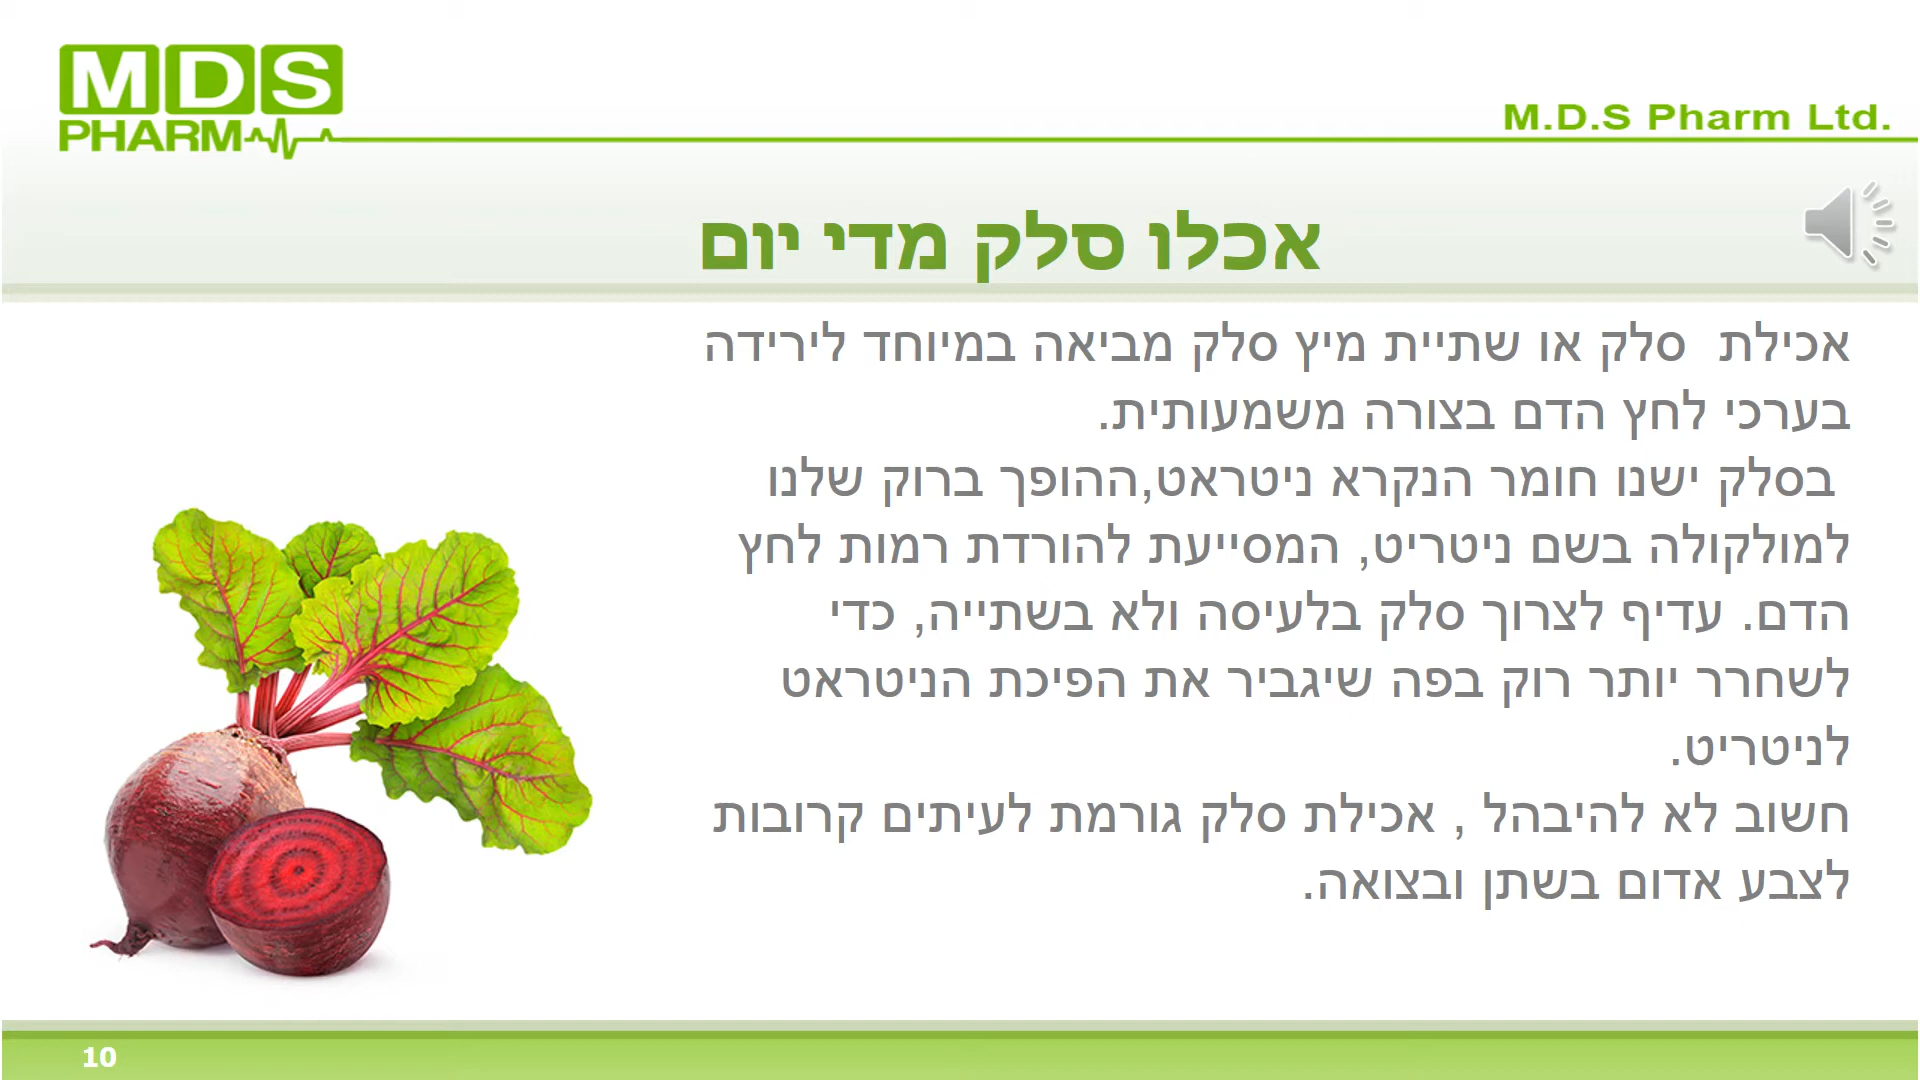 MDS
PHARM
M.D.S Pharm Ltd.
אכלו סלק מדי יום
אכילת  סלק או שתיית מיץ סלק מביאה במיוחד לירידה
בערכי לחץ הדם בצורה משמעותית.
בסלק ישנו חומר הנקרא ניטראט,ההופך ברוק שלנו
למולקולה בשם ניטריט, המסייעת להורדת רמות לחץ
הדם. עדיף לצרוך סלק בלעיסה ולא בשתייה, כדי
לשחרר יותר רוק בפה שיגביר את הפיכת הניטראט
לניטריט.
חשוב לא להיבהל , אכילת סלק גורמת לעיתים קרובות
לצבע אדום בשתן ובצואה.
10